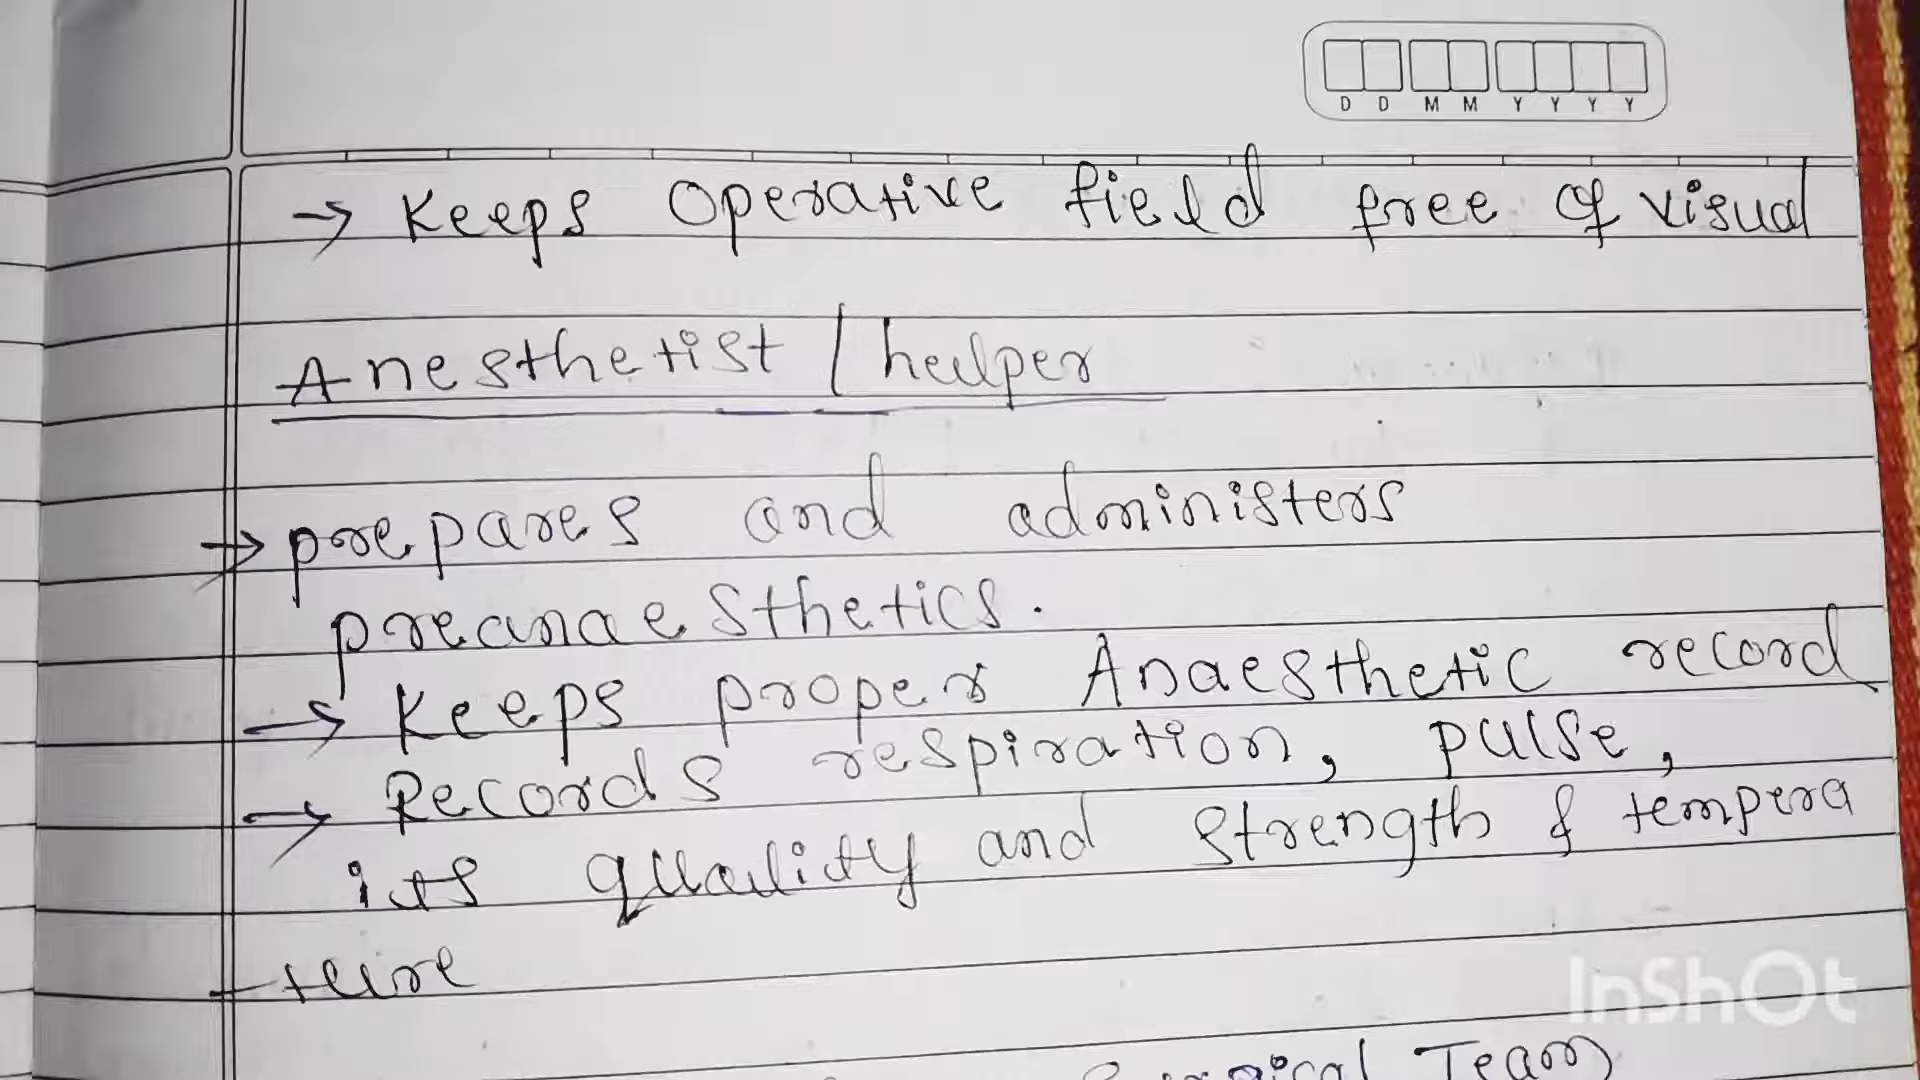 D D M M Y Y Y Y
→ Keeps operative field free of visual
Anesthetist / helper
→ prepares and administers
preanaesthetics.
→ Keeps proper Anaesthetic record
→ Records respiration, pulse,
its quality and strength & tempera
-ture
Surgical Team
InShOt